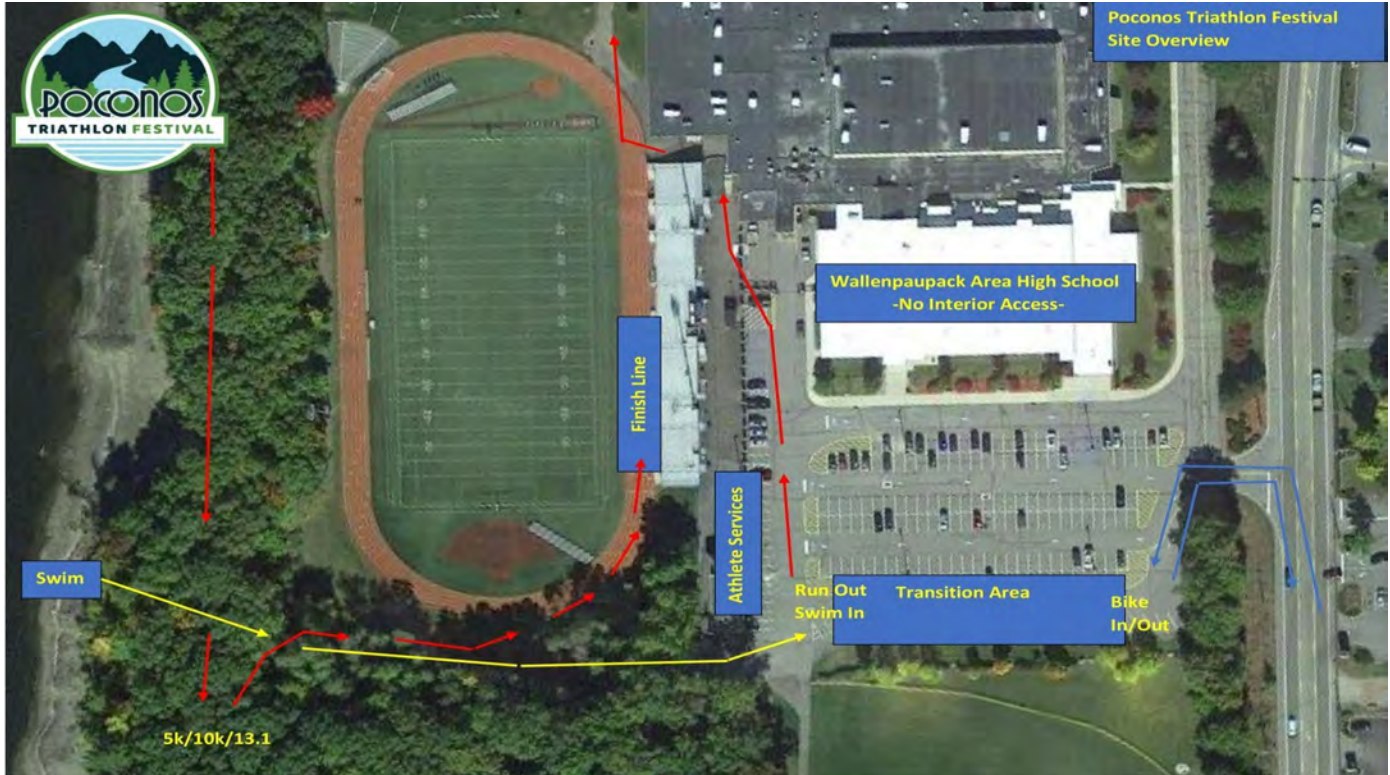 POCONOS
TRIATHLON FESTIVAL
Poconos Triathlon Festival
Site Overview
Wallenpaupack Area High School
-No Interior Access-
Finish Line
Athlete Services
Swim
Run Out
Swim In
Transition Area
Bike
In/Out
5k/10k/13.1